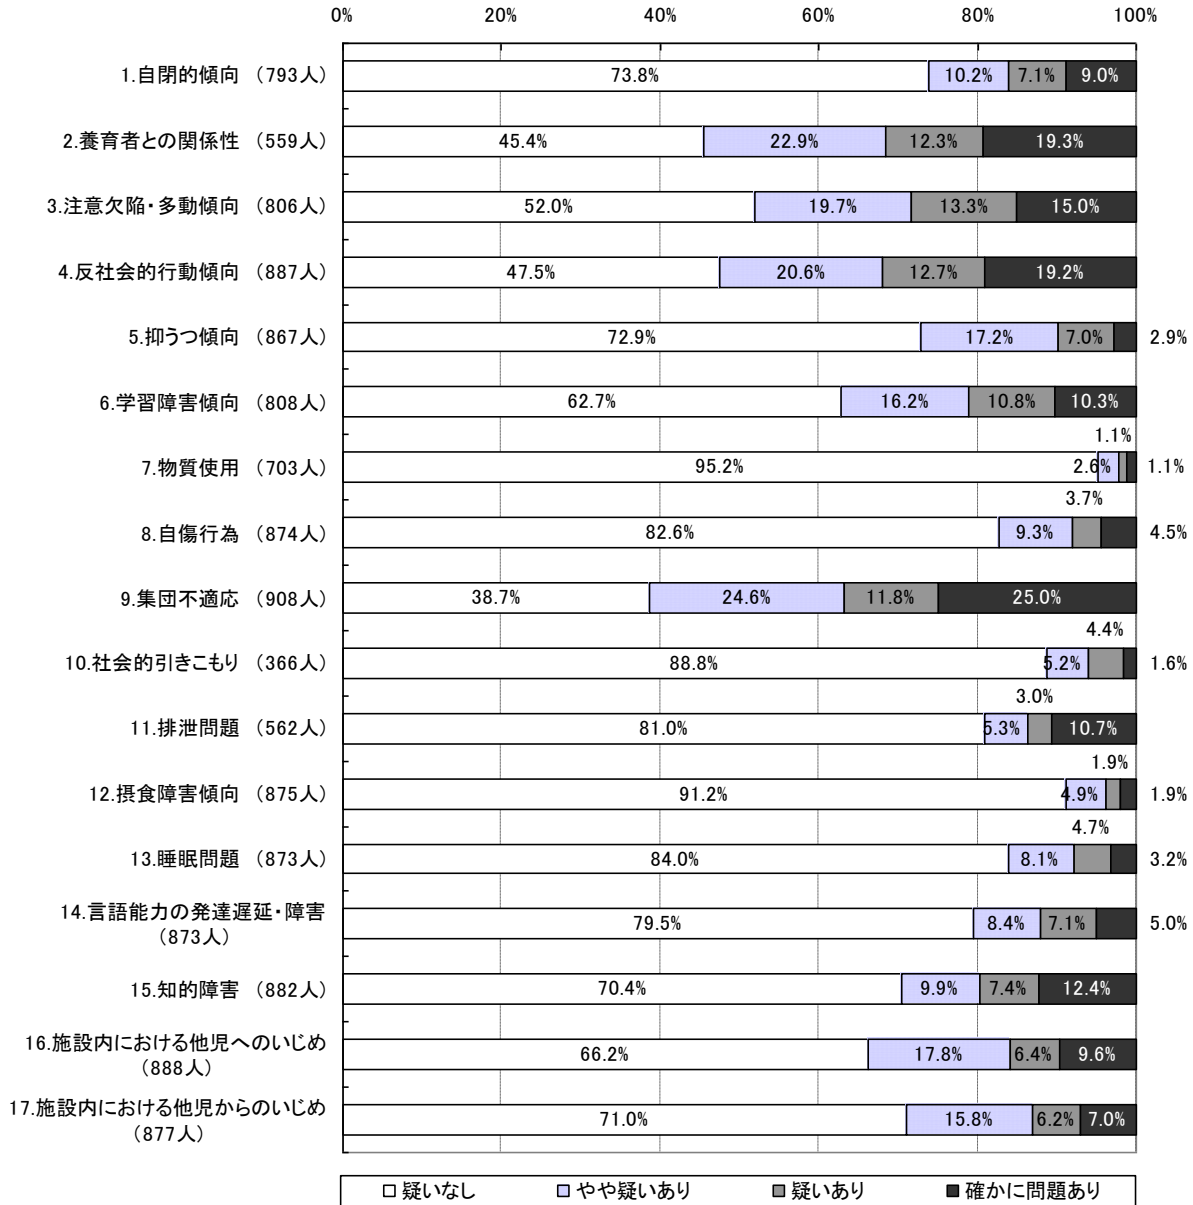 0% 20% 40% 60% 80% 100%
1.自閉的傾向 （793人） 73.8% 10.2% 7.1% 9.0%
2.養育者との関係性 （559人） 45.4% 22.9% 12.3% 19.3%
3.注意欠陥・多動傾向 （806人） 52.0% 19.7% 13.3% 15.0%
4.反社会的行動傾向 （887人） 47.5% 20.6% 12.7% 19.2%
5.抑うつ傾向 （867人） 72.9% 17.2% 7.0% 2.9%
6.学習障害傾向 （808人） 62.7% 16.2% 10.8% 10.3%
1.1%
7.物質使用 （703人） 95.2% 2.6% 1.1%
3.7%
8.自傷行為 （874人） 82.6% 9.3% 4.5%
9.集団不適応 （908人） 38.7% 24.6% 11.8% 25.0%
4.4%
10.社会的引きこもり （366人） 88.8% 5.2% 1.6%
3.0%
11.排泄問題 （562人） 81.0% 5.3% 10.7%
1.9%
12.摂食障害傾向 （875人） 91.2% 4.9% 1.9%
4.7%
13.睡眠問題 （873人） 84.0% 8.1% 3.2%
14.言語能力の発達遅延・障害
（873人） 79.5% 8.4% 7.1% 5.0%
15.知的障害 （882人） 70.4% 9.9% 7.4% 12.4%
16.施設内における他児へのいじめ
（888人） 66.2% 17.8% 6.4% 9.6%
17.施設内における他児からのいじめ
（877人） 71.0% 15.8% 6.2% 7.0%
疑いなし やや疑いあり 疑いあり 確かに問題あり